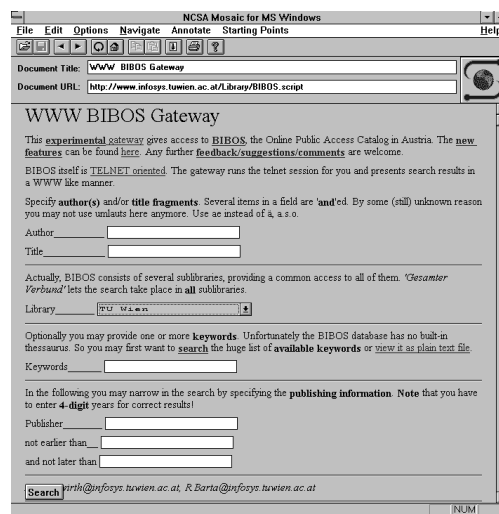 NCSA Mosaic for MS Windows
File Edit Options Navigate Annotate Starting Points Help
Document Title: WWW BIBOS Gateway
Document URL: http://www.infosys.tuwien.ac.at/Library/BIBOS.script
WWW BIBOS Gateway
This experimental gateway gives access to BIBOS, the Online Public Access Catalog in Austria. The new
features can be found here. Any further feedback/suggestions/comments are welcome.
BIBOS itself is TELNET oriented. The gateway runs the telnet session for you and presents search results in
a WWW like manner.
Specify author(s) and/or title fragments. Several items in a field are 'and'ed. By some (still) unknown reason
you may not use umlauts here anymore. Use ae instead of ä, a.s.o.
Author
Title
Actually, BIBOS consists of several sublibraries, providing a common access to all of them. 'Gesamter
Verbund' lets the search take place in all sublibraries.
Library TU Wien
Optionally you may provide one or more keywords. Unfortunately the BIBOS database has no built-in
thessaurus. So you may first want to search the huge list of available keywords or view it as plain text file.
Keywords
In the following you may narrow in the search by specifying the publishing information. Note that you have
to enter 4-digit years for correct results!
Publisher
not earlier than
and not later than
Search irth@infosys.tuwien.ac.at, R.Barta@infosys.tuwien.ac.at
NUM